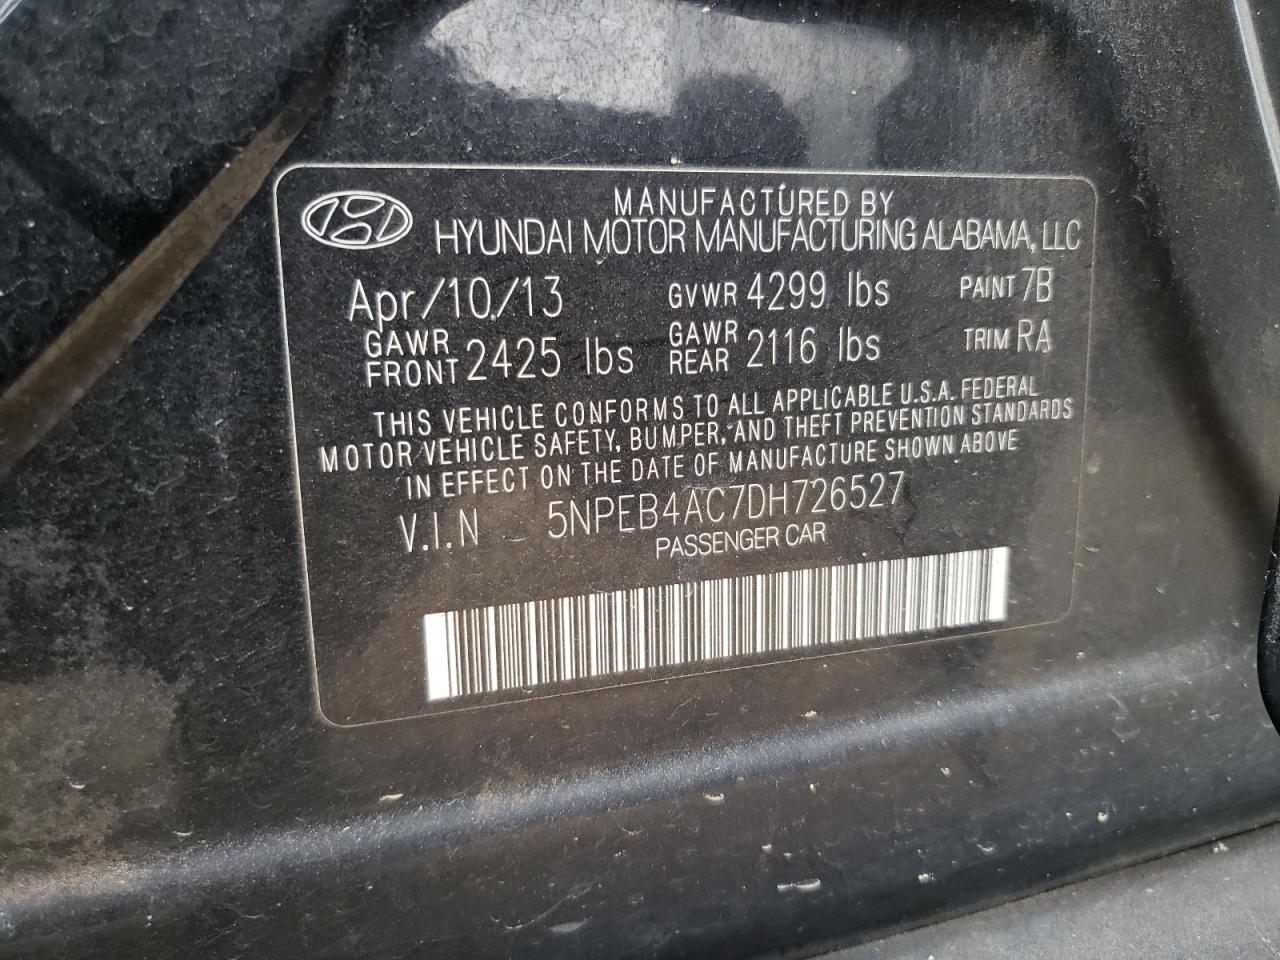 MANUFACTURED BY
HYUNDAI MOTOR MANUFACTURING ALABAMA, LLC
Apr/10/13 GVWR 4299 lbs PAINT 7B
GAWR FRONT 2425 lbs GAWR REAR 2116 lbs TRIM RA
THIS VEHICLE CONFORMS TO ALL APPLICABLE U.S.A. FEDERAL
MOTOR VEHICLE SAFETY, BUMPER, AND THEFT PREVENTION STANDARDS
IN EFFECT ON THE DATE OF MANUFACTURE SHOWN ABOVE
V.I.N 5NPEB4AC7DH726527
PASSENGER CAR